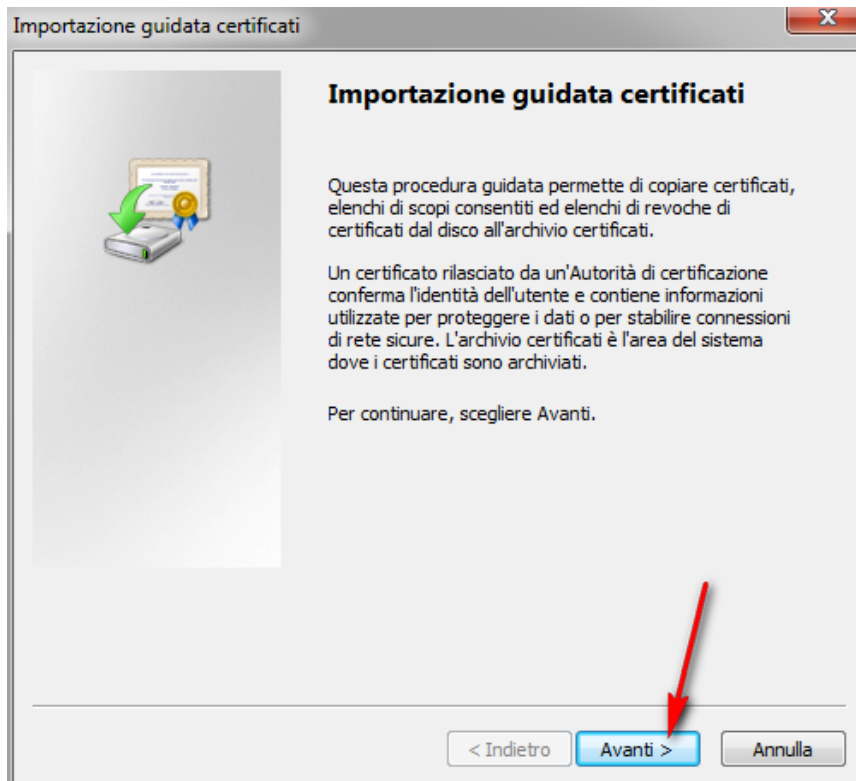 Importazione guidata certificati
x
Importazione guidata certificati
Questa procedura guidata permette di copiare certificati,
elenchi di scopi consentiti ed elenchi di revoche di
certificati dal disco all'archivio certificati.
Un certificato rilasciato da un'Autorità di certificazione
conferma l'identità dell'utente e contiene informazioni
utilizzate per proteggere i dati o per stabilire connessioni
di rete sicure. L'archivio certificati è l'area del sistema
dove i certificati sono archiviati.
Per continuare, scegliere Avanti.
< Indietro Avanti > Annulla